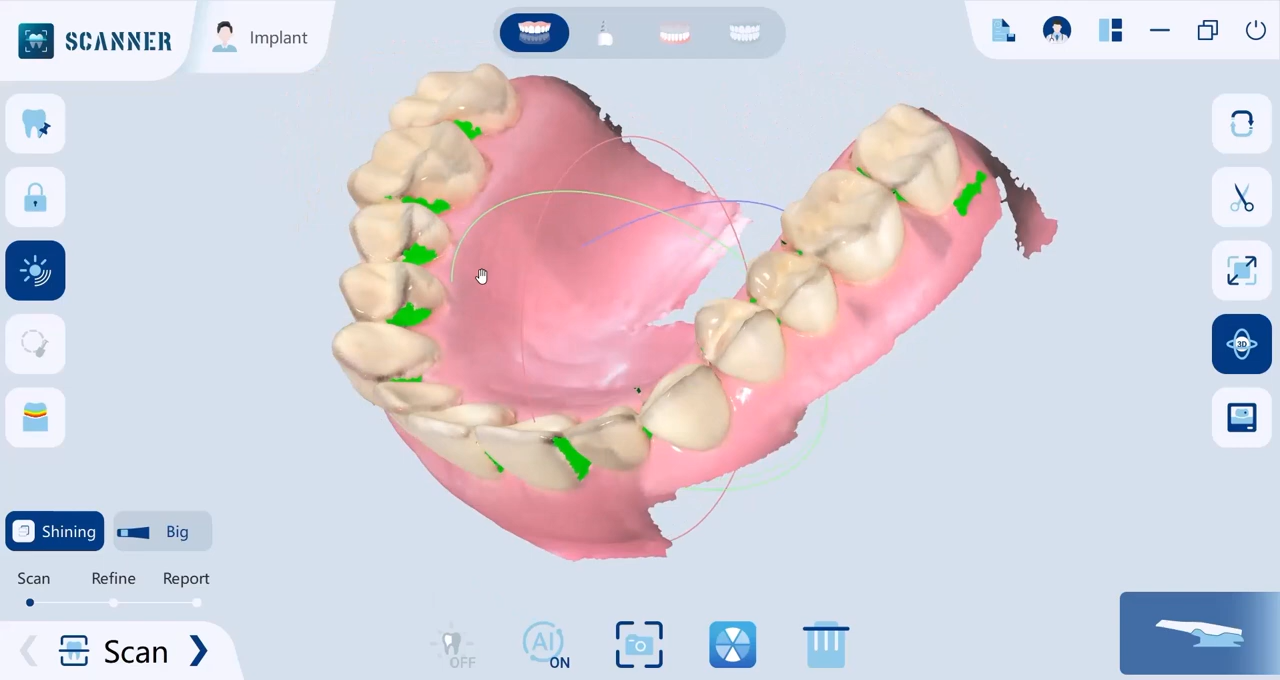 SCANNER
Implant
Shining
Big
Scan
Refine
Report
Scan
OFF
AI
ON
3D